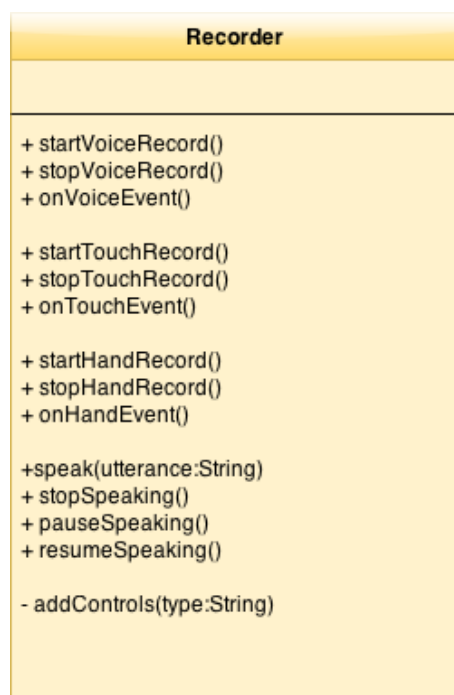 Recorder
+ startVoiceRecord()
+ stopVoiceRecord()
+ onVoiceEvent()
+ startTouchRecord()
+ stopTouchRecord()
+ onTouchEvent()
+ startHandRecord()
+ stopHandRecord()
+ onHandEvent()
+speak(utterance:String)
+ stopSpeaking()
+ pauseSpeaking()
+ resumeSpeaking()
- addControls(type:String)